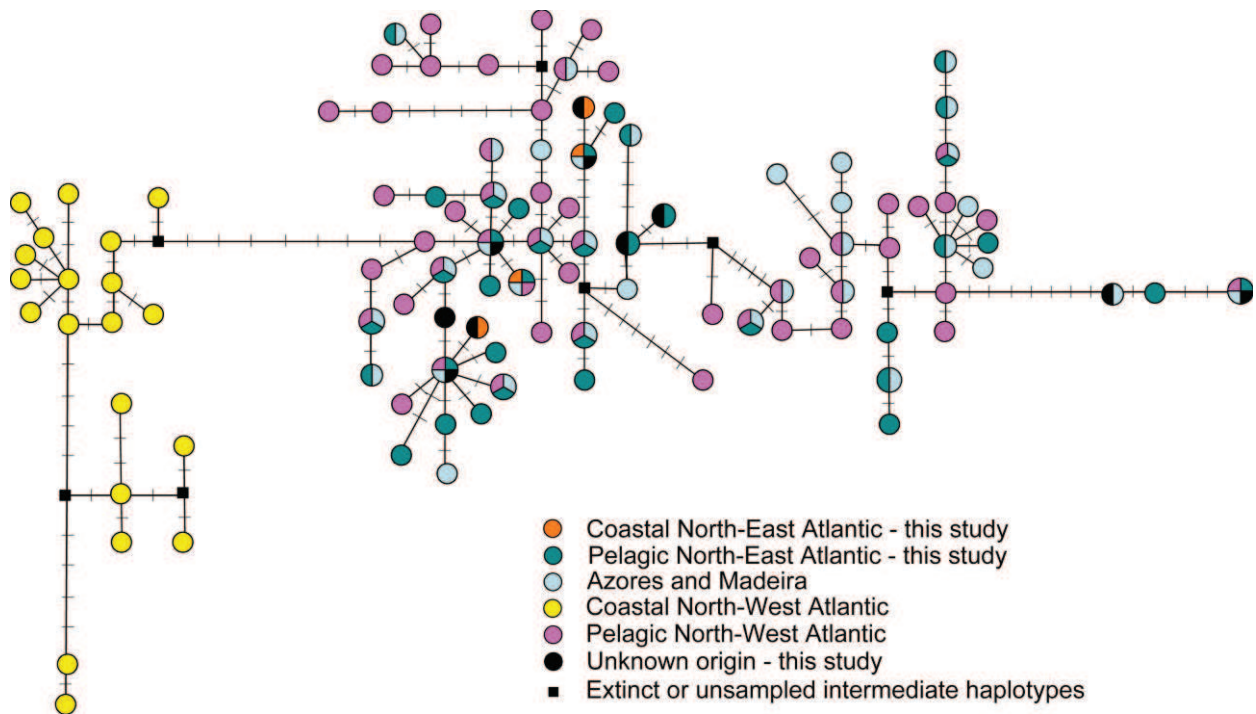 Coastal North-East Atlantic - this study
Pelagic North-East Atlantic - this study
Azores and Madeira
Coastal North-West Atlantic
Pelagic North-West Atlantic
Unknown origin - this study
Extinct or unsampled intermediate haplotypes